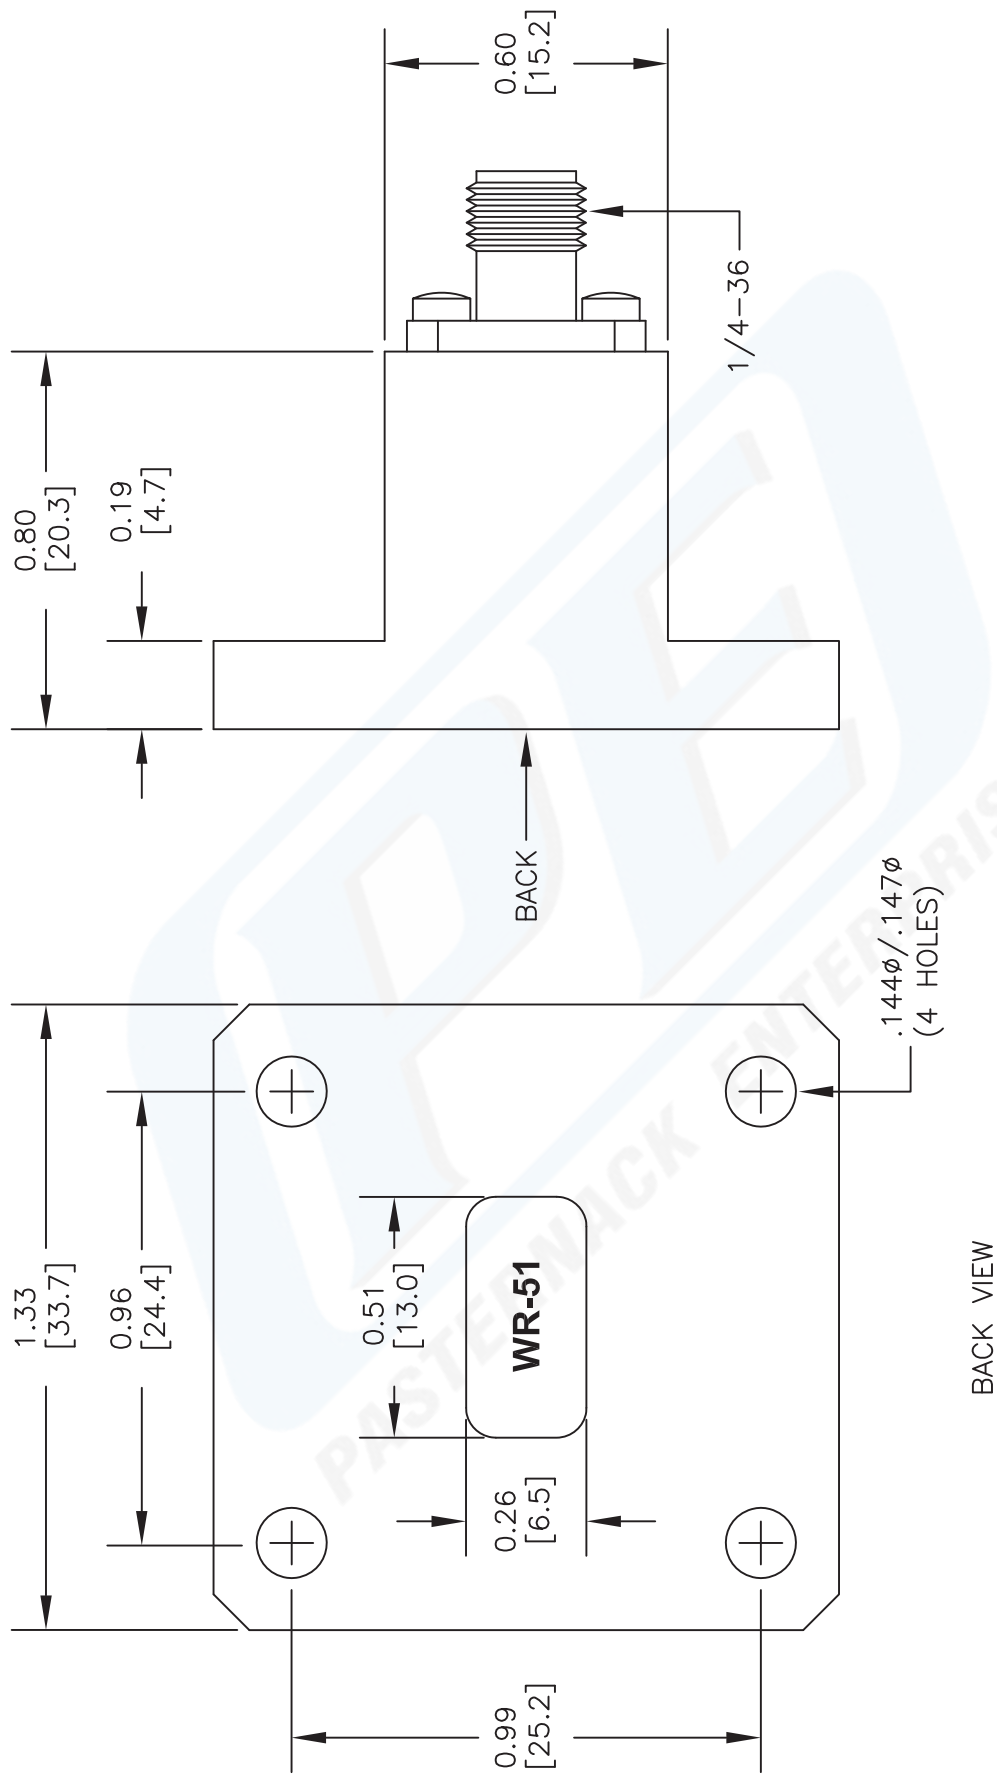 1.33
[33.7]
0.96
[24.4]
0.51
[13.0]
WR-51
0.26
[6.5]
0.99
[25.2]
.144ø/.147ø
(4 HOLES)
BACK VIEW
0.80
[20.3]
0.19
[4.7]
BACK
0.60
[15.2]
1/4-36
PE
PASTERNACK